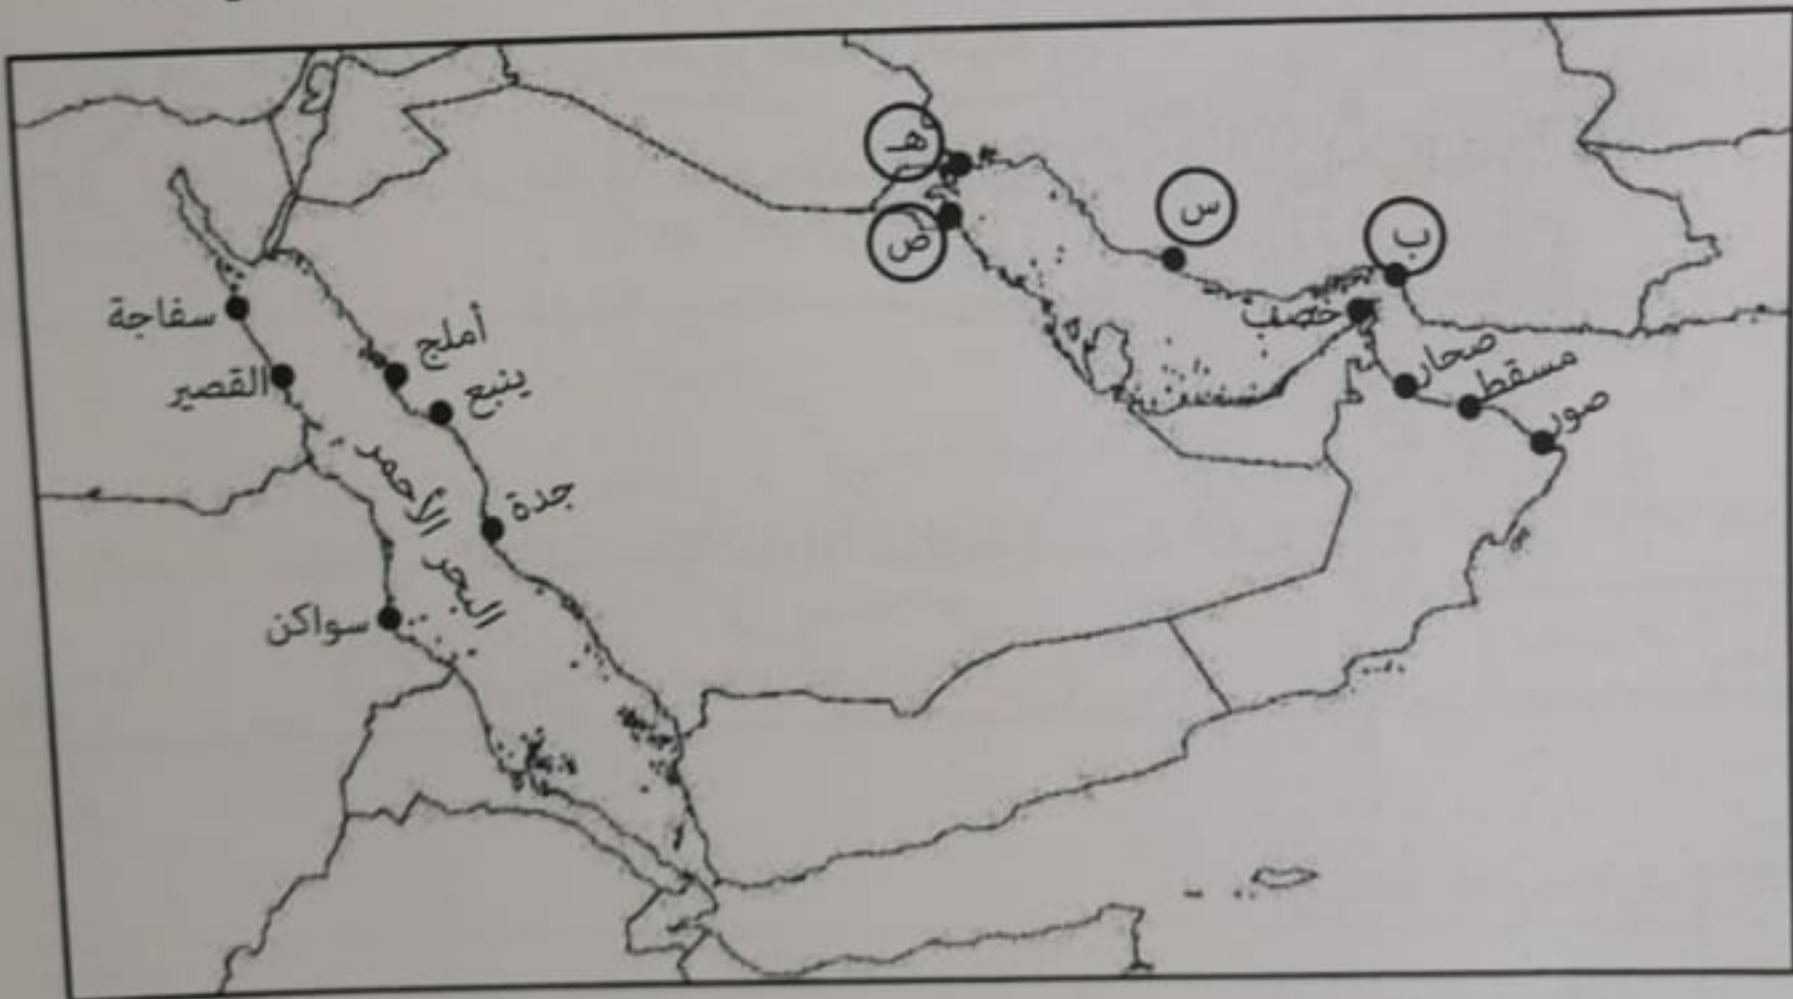 هـ
س
ب
ص
سفاجة
خصب
أملج
صحار
مسقط
القصير
ينبع
صور
جدة
البحر الأحمر
سواكن